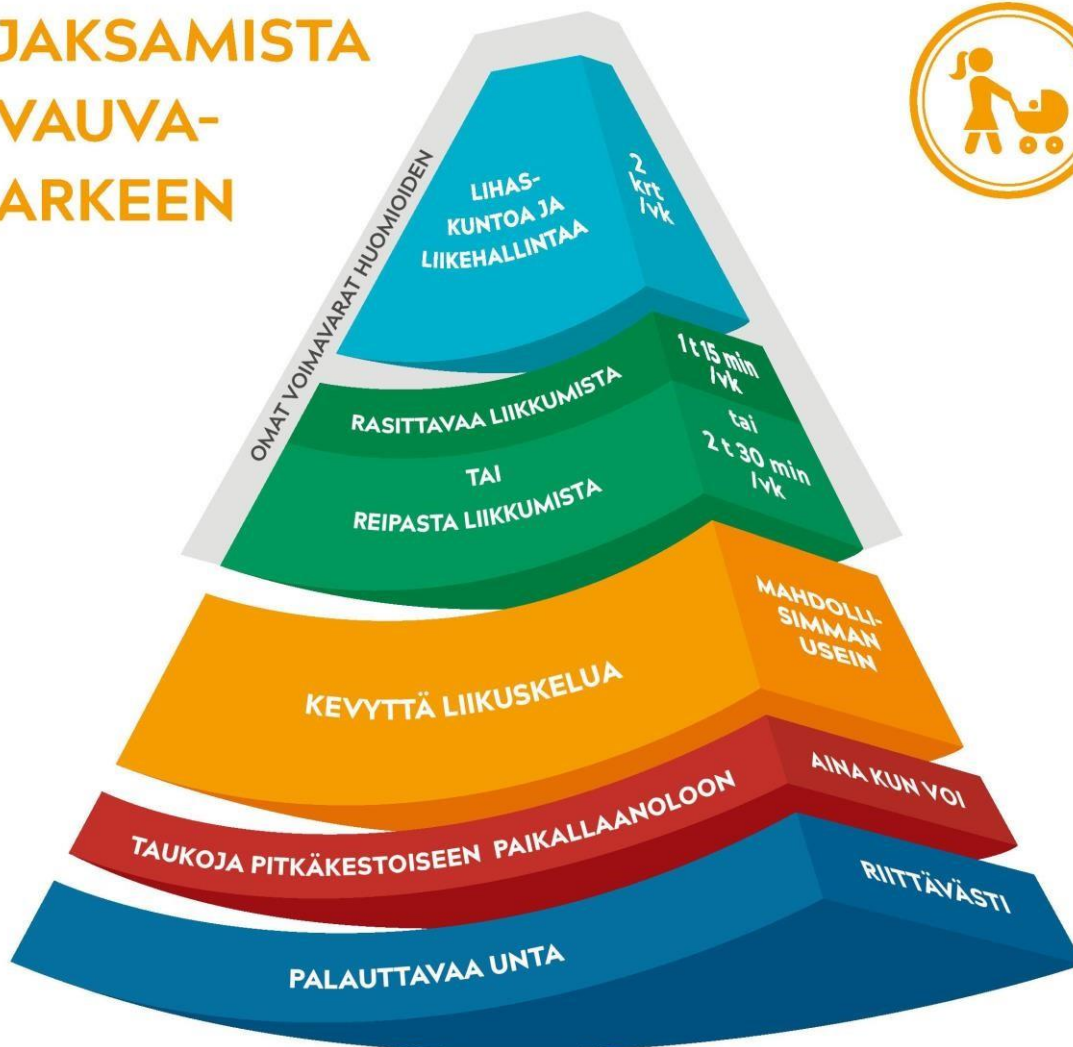 JAKSAMISTA
VAUVA-
ARKEEN
OMAT VOIMAVARAT HUOMIOIDEN
LIHAS-
KUNTOA JA
LIIKEHALLINTAA
2
krt
/vk
RASITTAVAA LIIKKUMISTA
1 t 15 min
/vk
TAI
tai
REIPASTA LIIKKUMISTA
2 t 30 min
/vk
KEVYTTÄ LIIKUSKELUA
MAHDOLLI-
SIMMAN
USEIN
TAUKOJA PITKÄKESTOISEEN PAIKALLAANOLOON
AINA KUN VOI
PALAUTTAVAA UNTA
RIITTÄVÄSTI